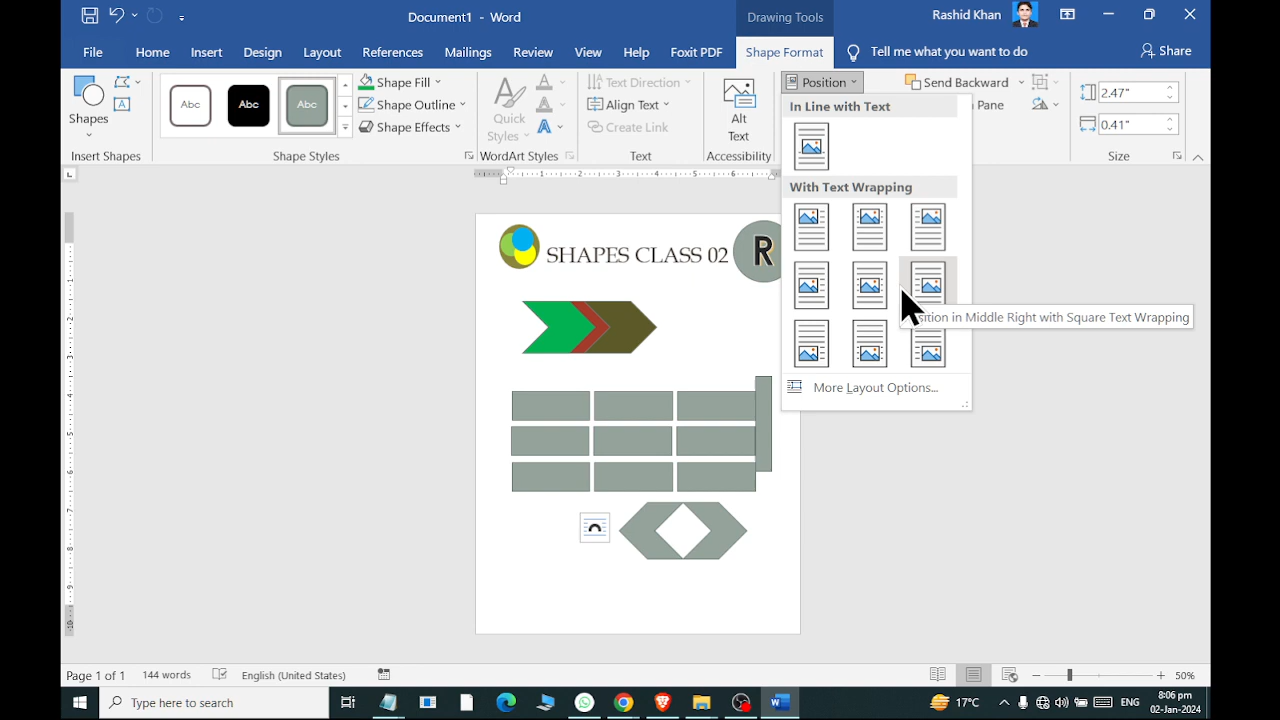 Document1 - Word
Drawing Tools
Rashid Khan
File
Home
Insert
Design
Layout
References
Mailings
Review
View
Help
Foxit PDF
Shape Format
Tell me what you want to do
Share
Shapes
Insert Shapes
Abc
Abc
Abc
Shape Fill
Shape Outline
Shape Effects
Shape Styles
Quick
Styles
WordArt Styles
Text Direction
Align Text
Create Link
Text
Alt
Text
Accessibility
Position
Send Backward
Pane
2.47"
0.41"
Size
In Line with Text
With Text Wrapping
Position in Middle Right with Square Text Wrapping
More Layout Options...
SHAPES CLASS 02
R
Page 1 of 1
144 words
English (United States)
50%
Type here to search
17°C
ENG
8:06 pm
02-Jan-2024